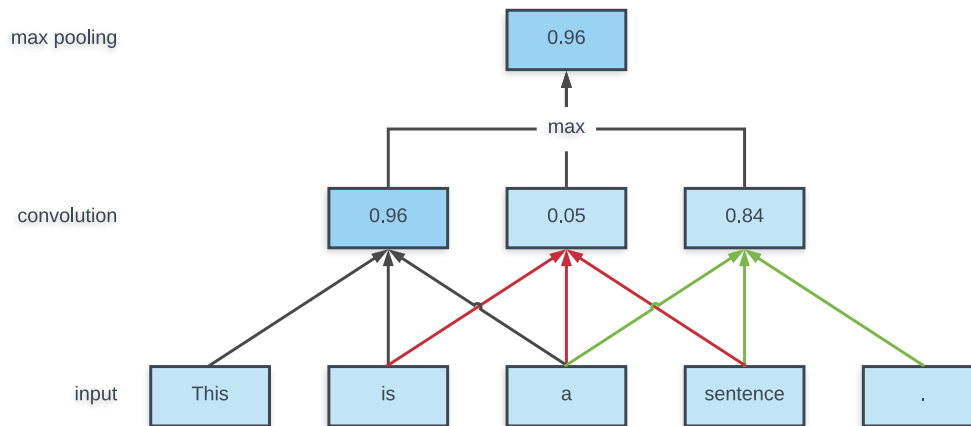 max pooling
0.96
max
convolution
0.96
0.05
0.84
input
This
is
a
sentence
.